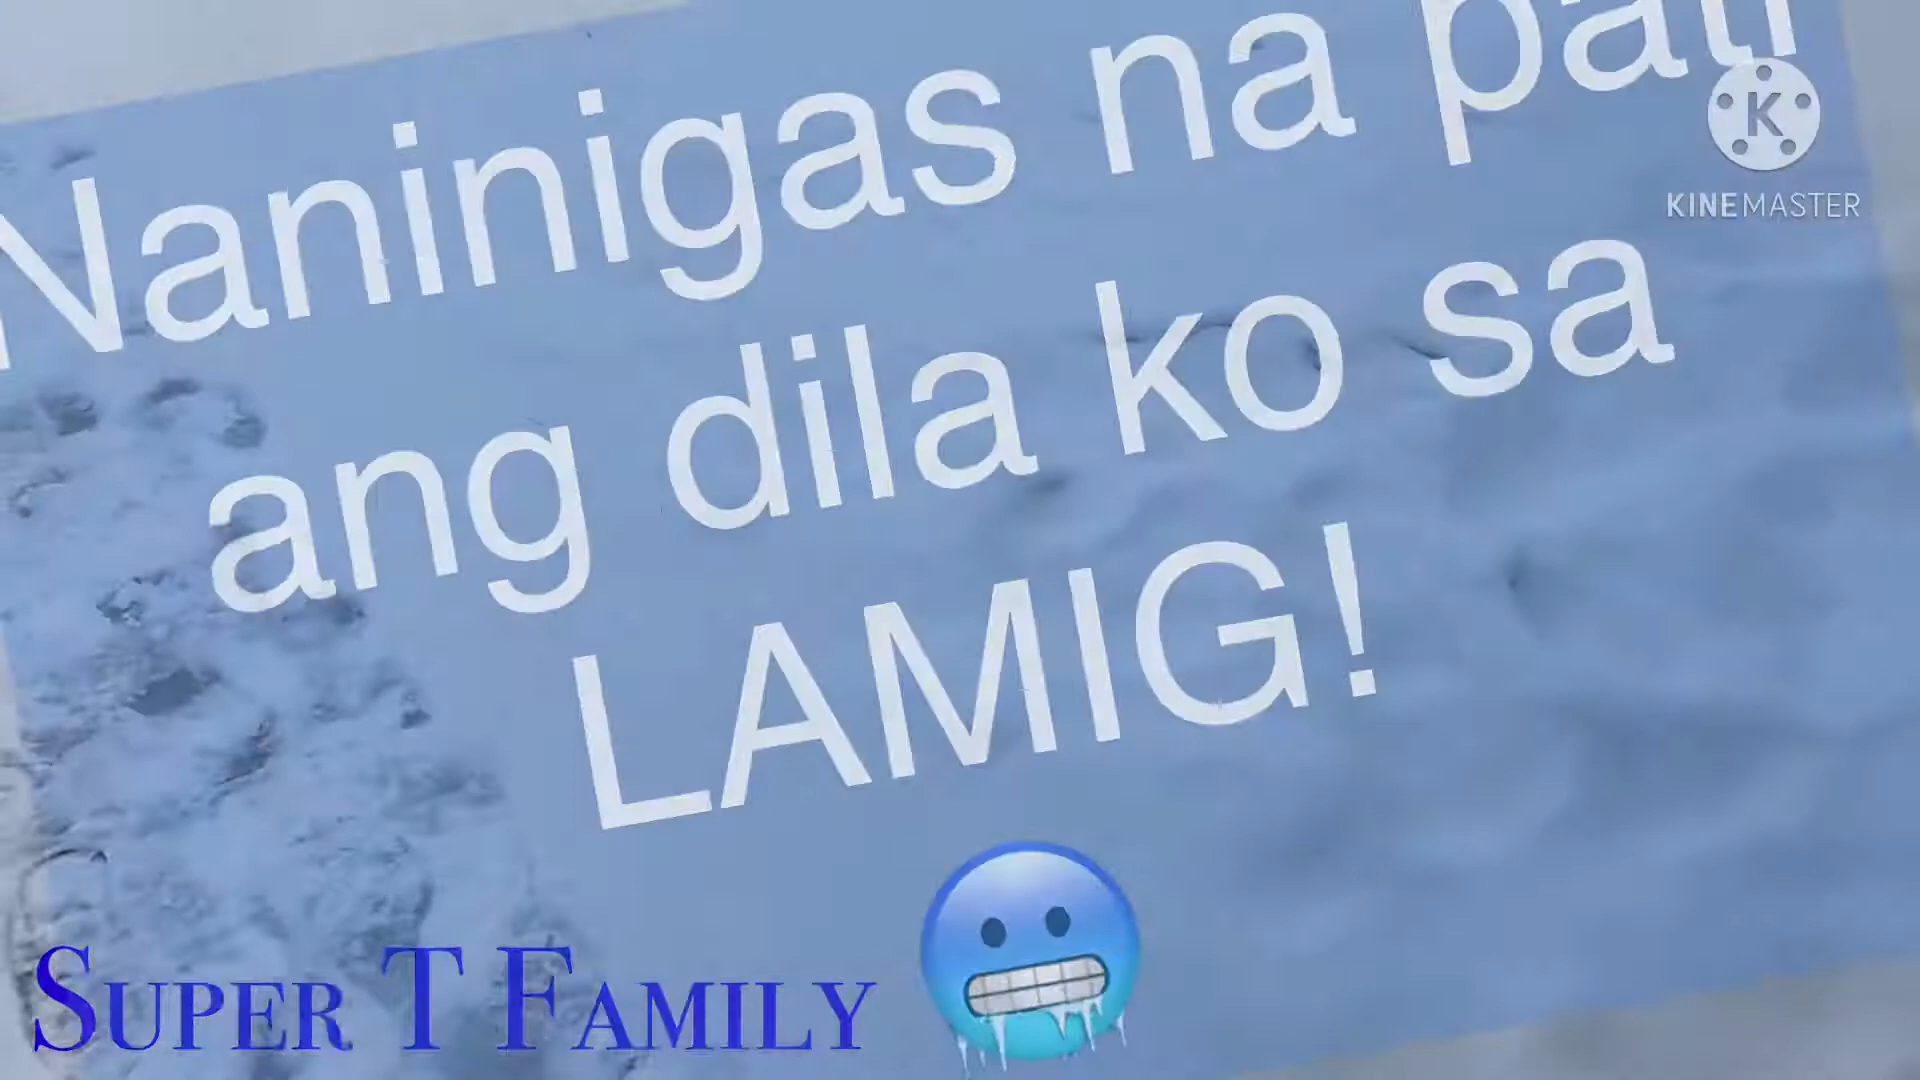 Naninigas na pati
ang dila ko sa
LAMIG!
KINEMASTER
SUPER T FAMILY